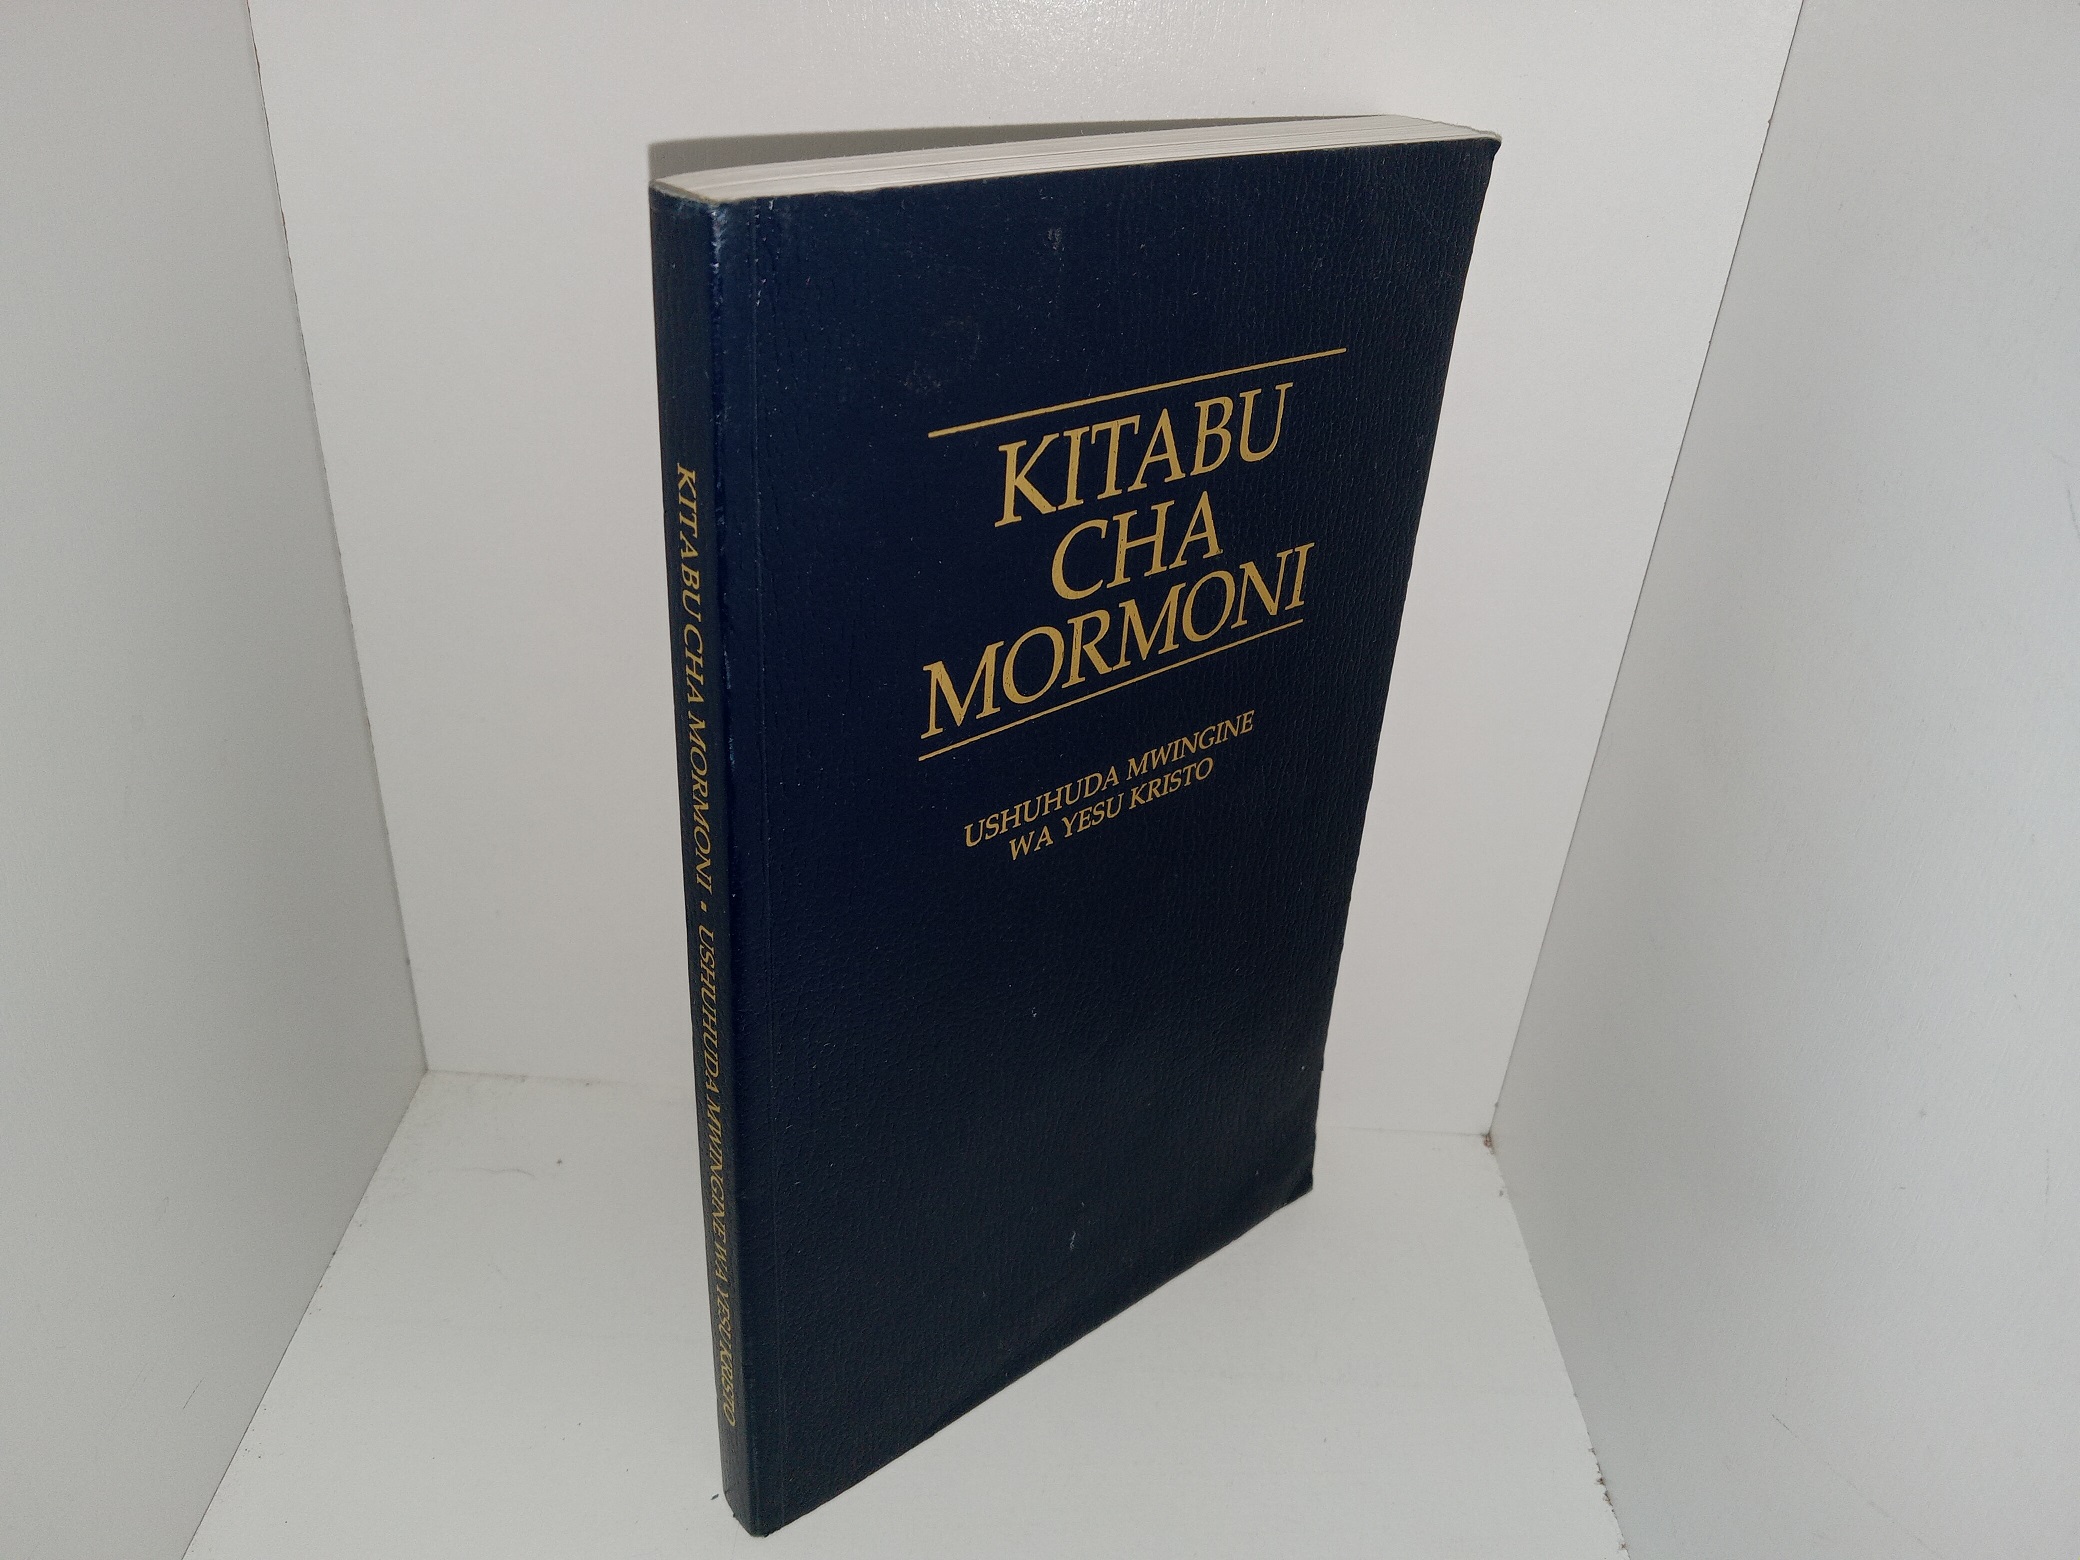 KITABU
CHA
MORMONI
USHUHUDA MWINGINE
WA YESU KRISTO
KITABU CHA MORMONI ▪ USHUHUDA MWINGINE WA YESU KRISTO